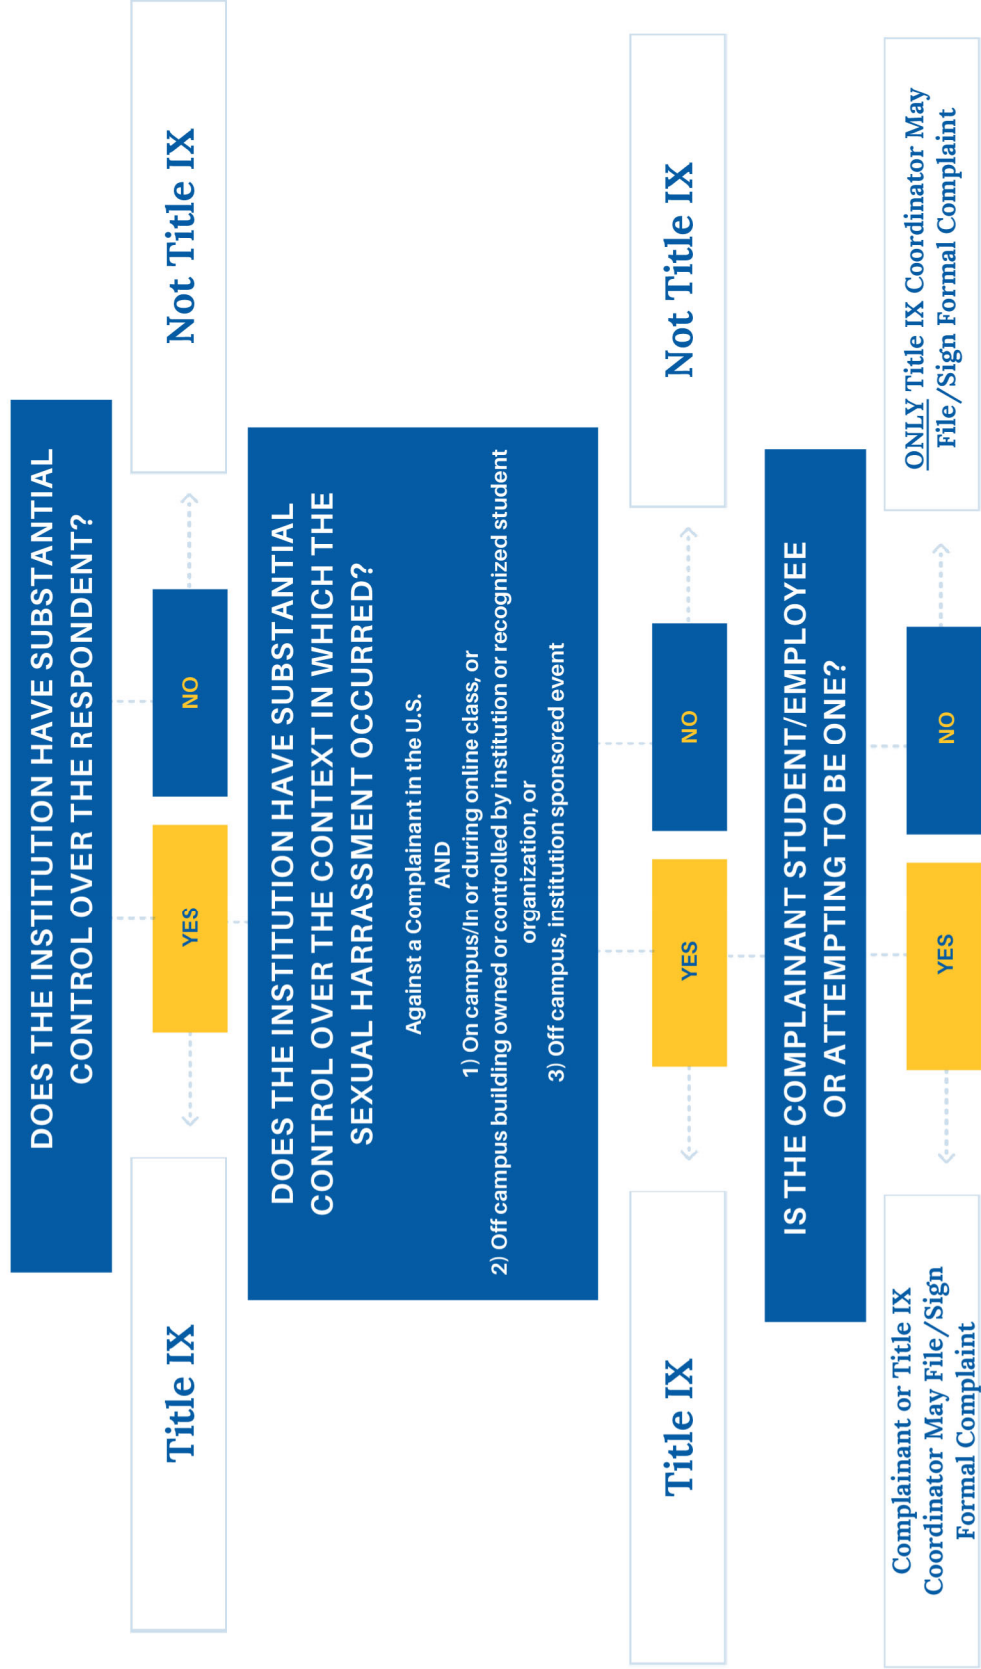 DOES THE INSTITUTION HAVE SUBSTANTIAL
CONTROL OVER THE RESPONDENT?
YES
NO
Title IX
Not Title IX
DOES THE INSTITUTION HAVE SUBSTANTIAL
CONTROL OVER THE CONTEXT IN WHICH THE
SEXUAL HARRASSMENT OCCURRED?
Against a Complainant in the U.S.
AND
1) On campus/In or during online class, or
2) Off campus building owned or controlled by institution or recognized student
organization, or
3) Off campus, institution sponsored event
YES
NO
Title IX
Not Title IX
IS THE COMPLAINANT STUDENT/EMPLOYEE
OR ATTEMPTING TO BE ONE?
YES
NO
Complainant or Title IX
Coordinator May File/Sign
Formal Complaint
ONLY Title IX Coordinator May
File/Sign Formal Complaint